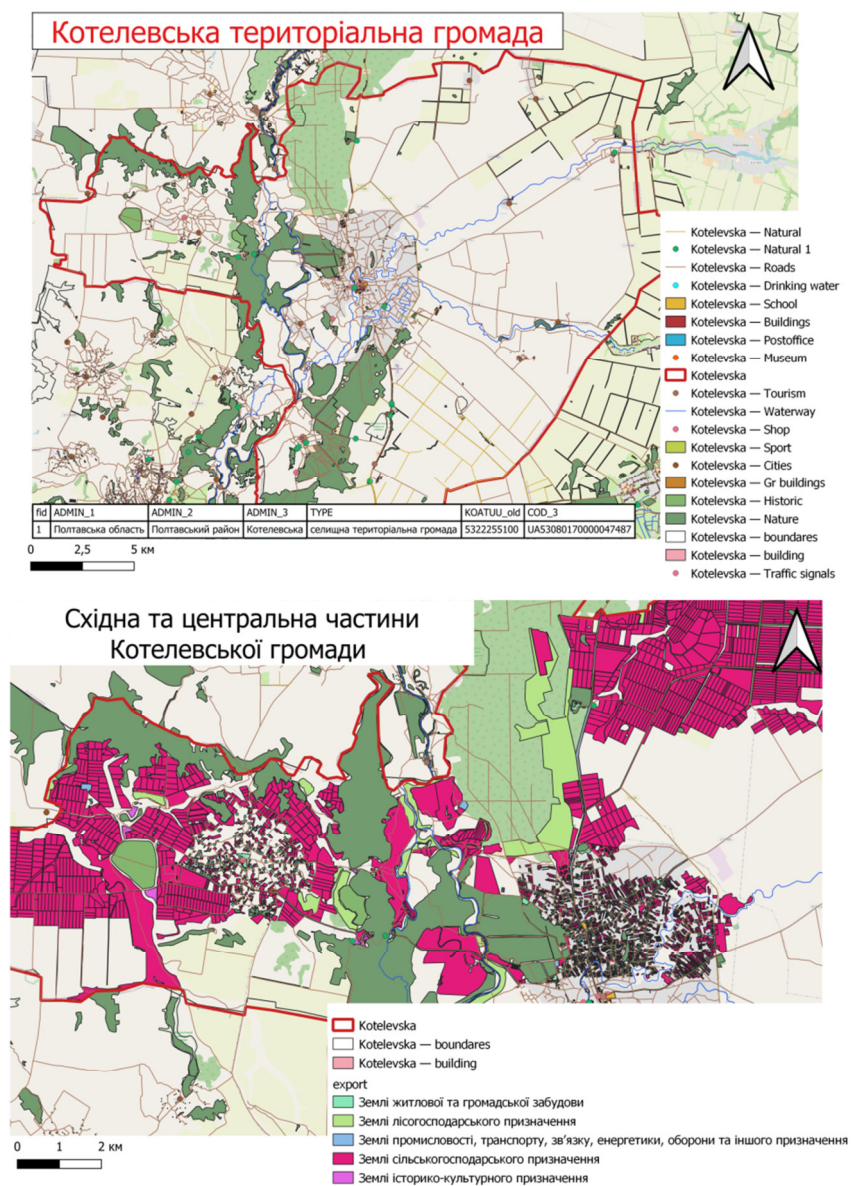 Котелевська територіальна громада
Kotelevska — Natural
Kotelevska — Natural 1
Kotelevska — Roads
Kotelevska — Drinking water
Kotelevska — School
Kotelevska — Buildings
Kotelevska — Postoffice
Kotelevska — Museum
Kotelevska
Kotelevska — Tourism
Kotelevska — Waterway
Kotelevska — Shop
Kotelevska — Sport
Kotelevska — Cities
Kotelevska — Gr buildings
Kotelevska — Historic
Kotelevska — Nature
Kotelevska — boundares
Kotelevska — building
Kotelevska — Traffic signals
fid ADMIN_1 ADMIN_2 ADMIN_3 TYPE KOATUU_old COD_3
1 Полтавська область Полтавський район Котелевська селищна територіальна громада 5322255100 UA53080170000047487
0 2,5 5 км
Східна та центральна частини
Котелевської громади
Kotelevska
Kotelevska — boundares
Kotelevska — building
export
Землі житлової та громадської забудови
Землі лісогосподарського призначення
Землі промисловості, транспорту, зв'язку, енергетики, оборони та іншого призначення
Землі сільськогосподарського призначення
Землі історико-культурного призначення
0 1 2 км